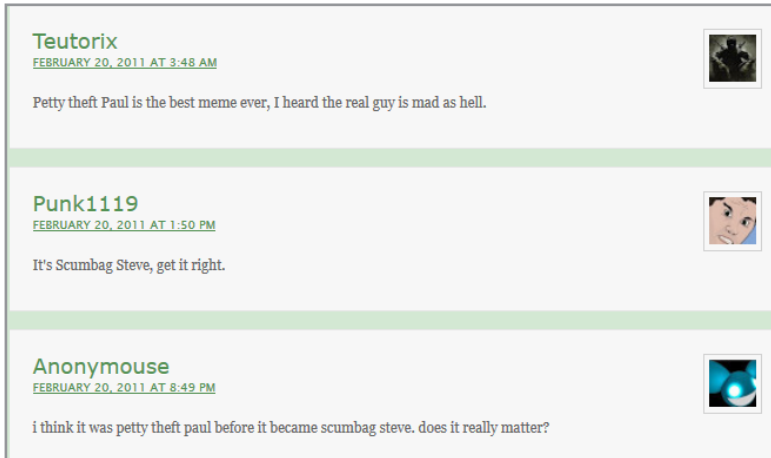 Teutorix
FEBRUARY 20, 2011 AT 3:48 AM
Petty theft Paul is the best meme ever, I heard the real guy is mad as hell.
Punk1119
FEBRUARY 20, 2011 AT 1:50 PM
It's Scumbag Steve, get it right.
Anonymouse
FEBRUARY 20, 2011 AT 8:49 PM
i think it was petty theft paul before it became scumbag steve. does it really matter?